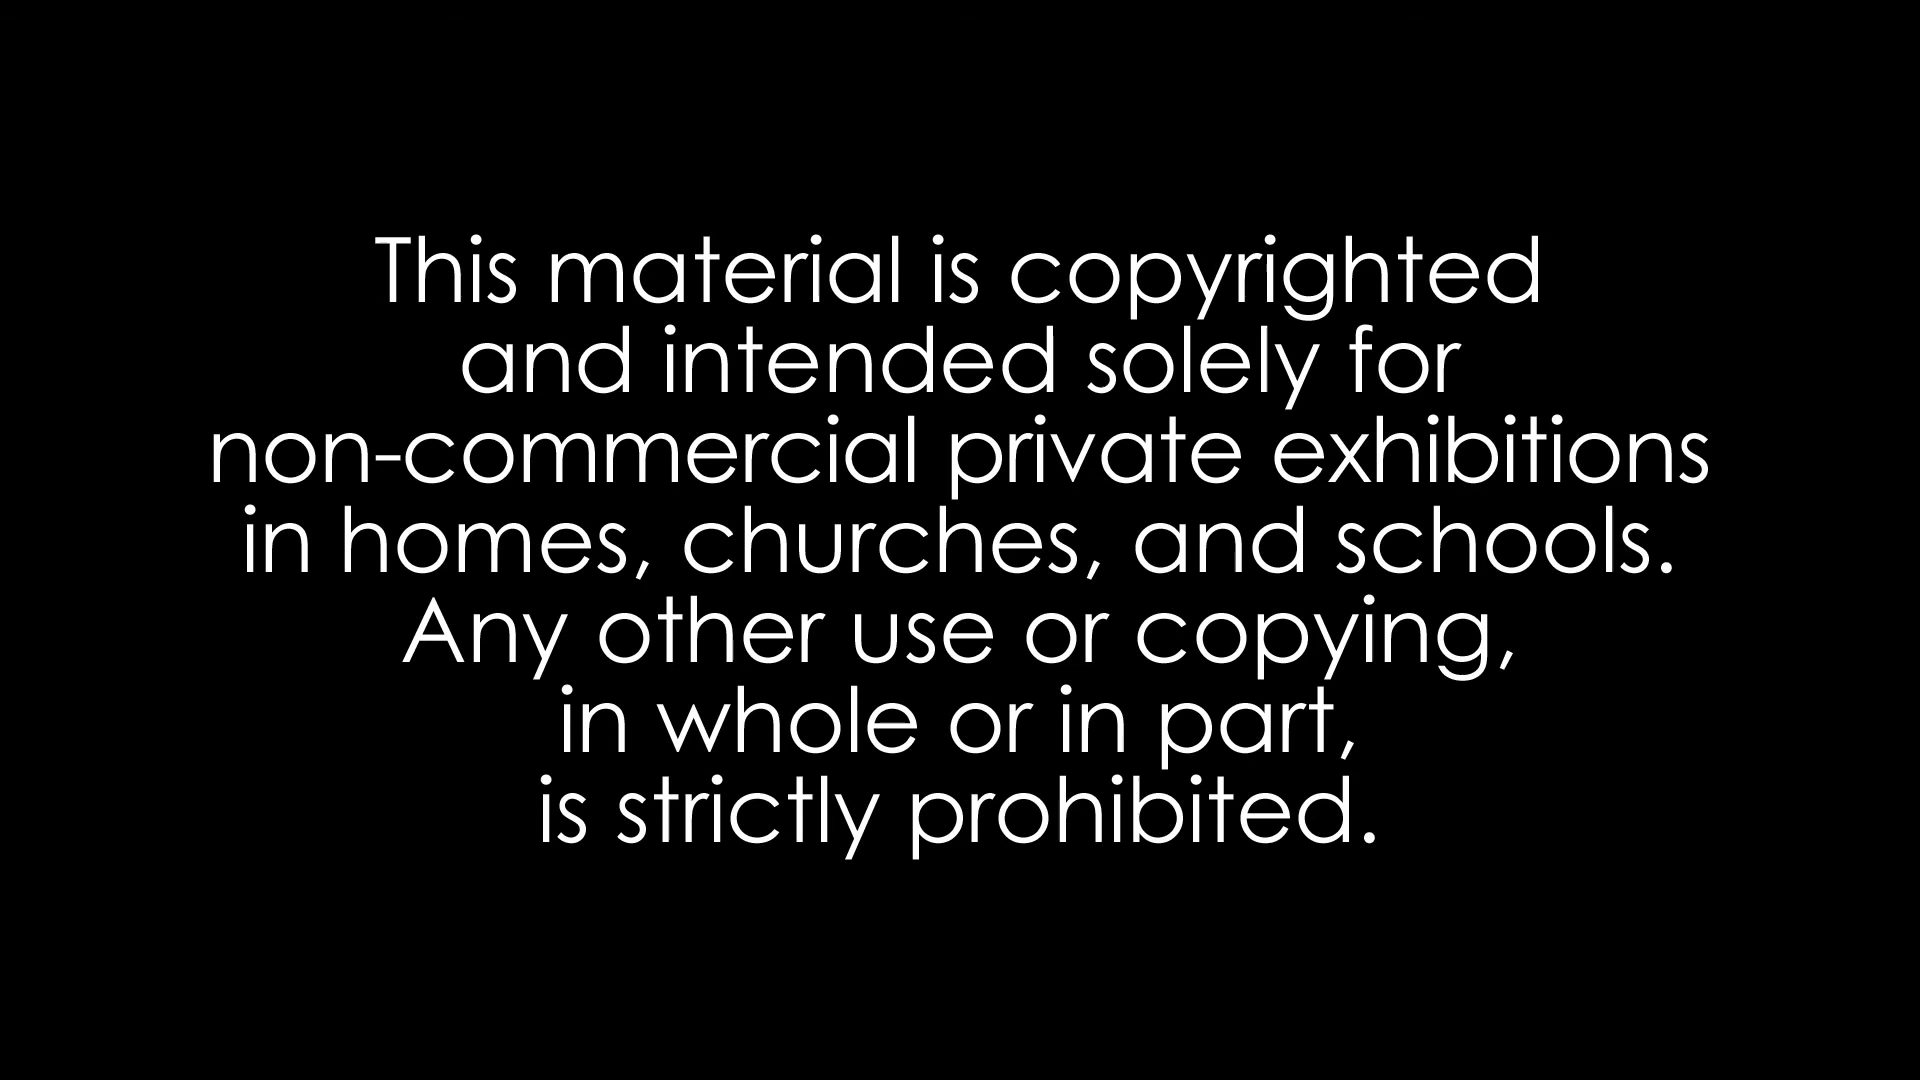 This material is copyrighted
and intended solely for
non-commercial private exhibitions
in homes, churches, and schools.
Any other use or copying,
in whole or in part,
is strictly prohibited.